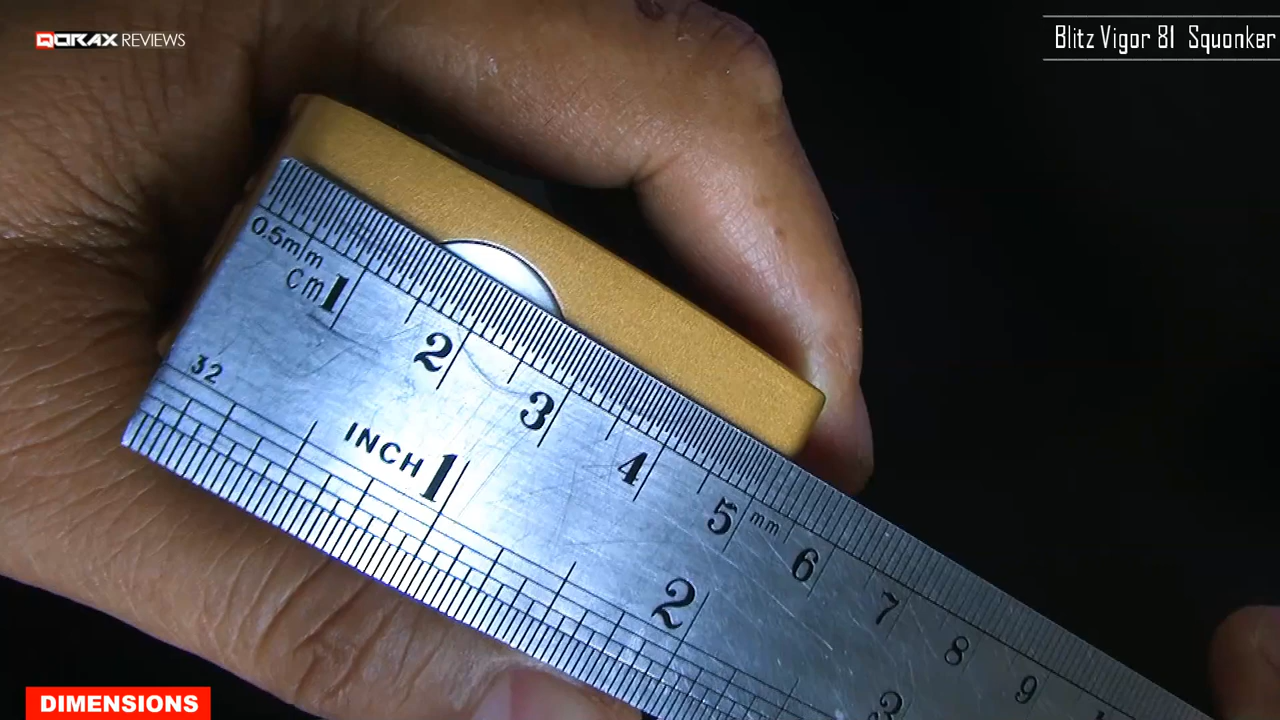 QORAX REVIEWS
Blitz Vigor 81 Squonker
0.5m/m
Cm 1 2 3 4 5 mm 6 7 8 9
32
INCH 1 2 3
DIMENSIONS